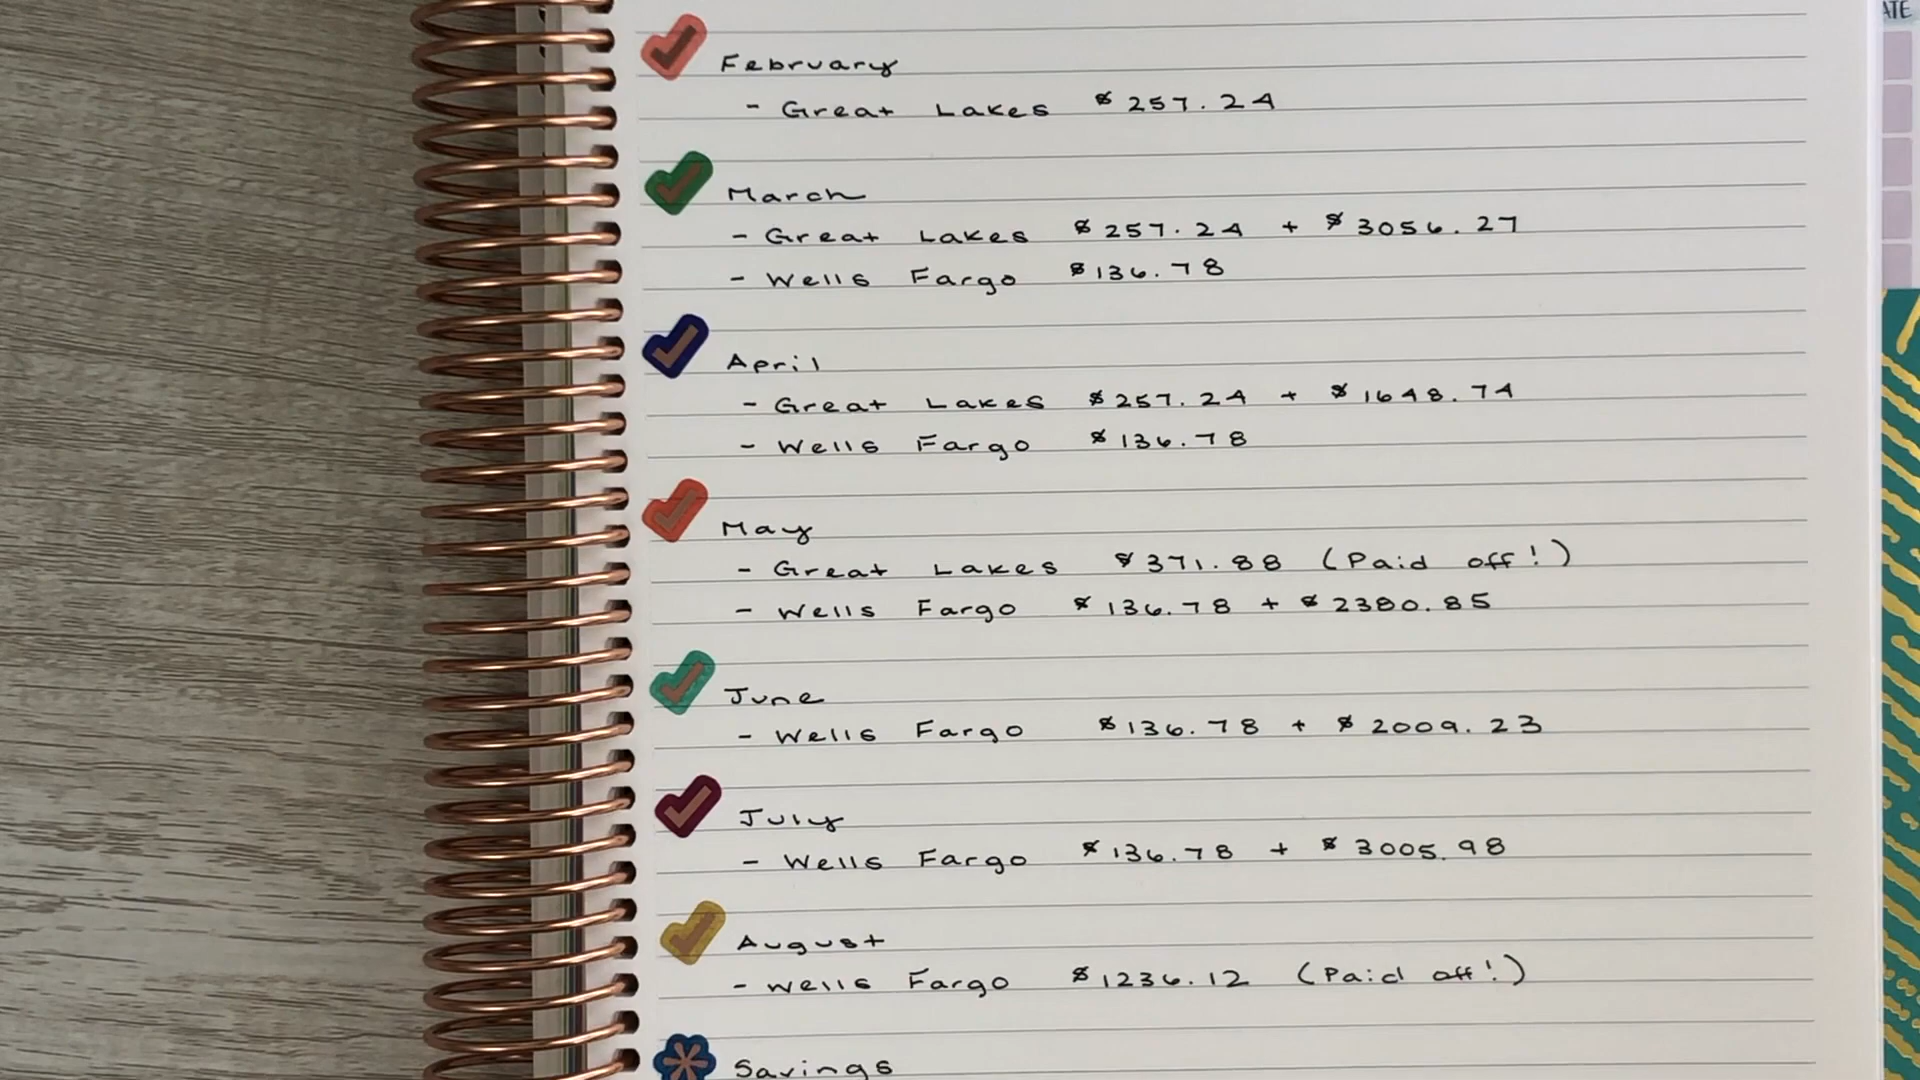 ATE
February
- Great Lakes $257.24
March
- Great Lakes $257.24 + $3056.27
- Wells Fargo $136.78
April
- Great Lakes $257.24 + $1648.74
- Wells Fargo $136.78
May
- Great Lakes $371.88 (Paid off!)
- Wells Fargo $136.78 + $2380.85
June
- Wells Fargo $136.78 + $2009.23
July
- Wells Fargo $136.78 + $3005.98
August
- Wells Fargo $1236.12 (Paid off!)
Savings